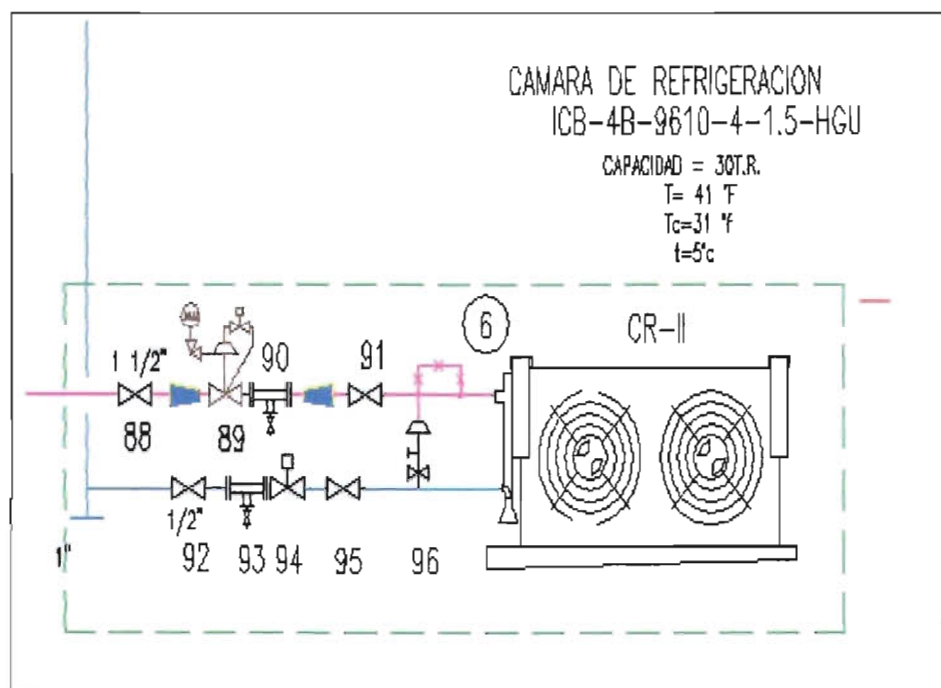 CAMARA DE REFRIGERACION
ICB-4B-9610-4-1.5-HGU
CAPACIDAD = 30T.R.
T= 41 °F
Tc=31 °f
t=5°c
6
CR-II
1 1/2"
90
91
88
89
1/2"
1"
92
93
94
95
96